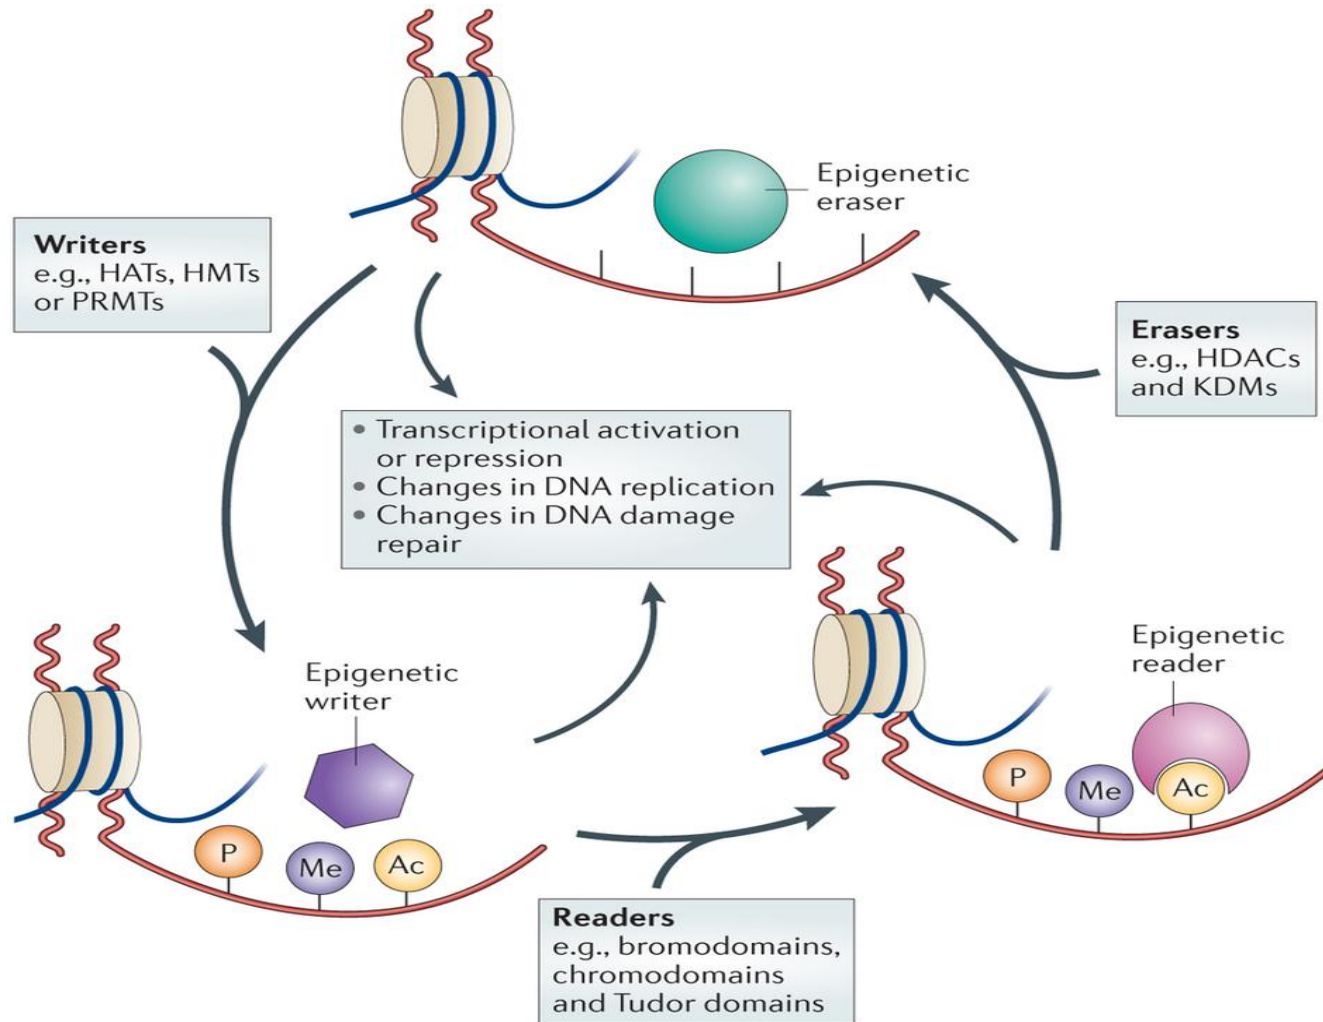 Epigenetic
eraser
Writers
e.g., HATs, HMTs
or PRMTs
Erasers
e.g., HDACs
and KDMs
• Transcriptional activation
or repression
• Changes in DNA replication
• Changes in DNA damage
repair
Epigenetic
writer
Epigenetic
reader
P
Me
Ac
P
Me
Ac
Readers
e.g., bromodomains,
chromodomains
and Tudor domains